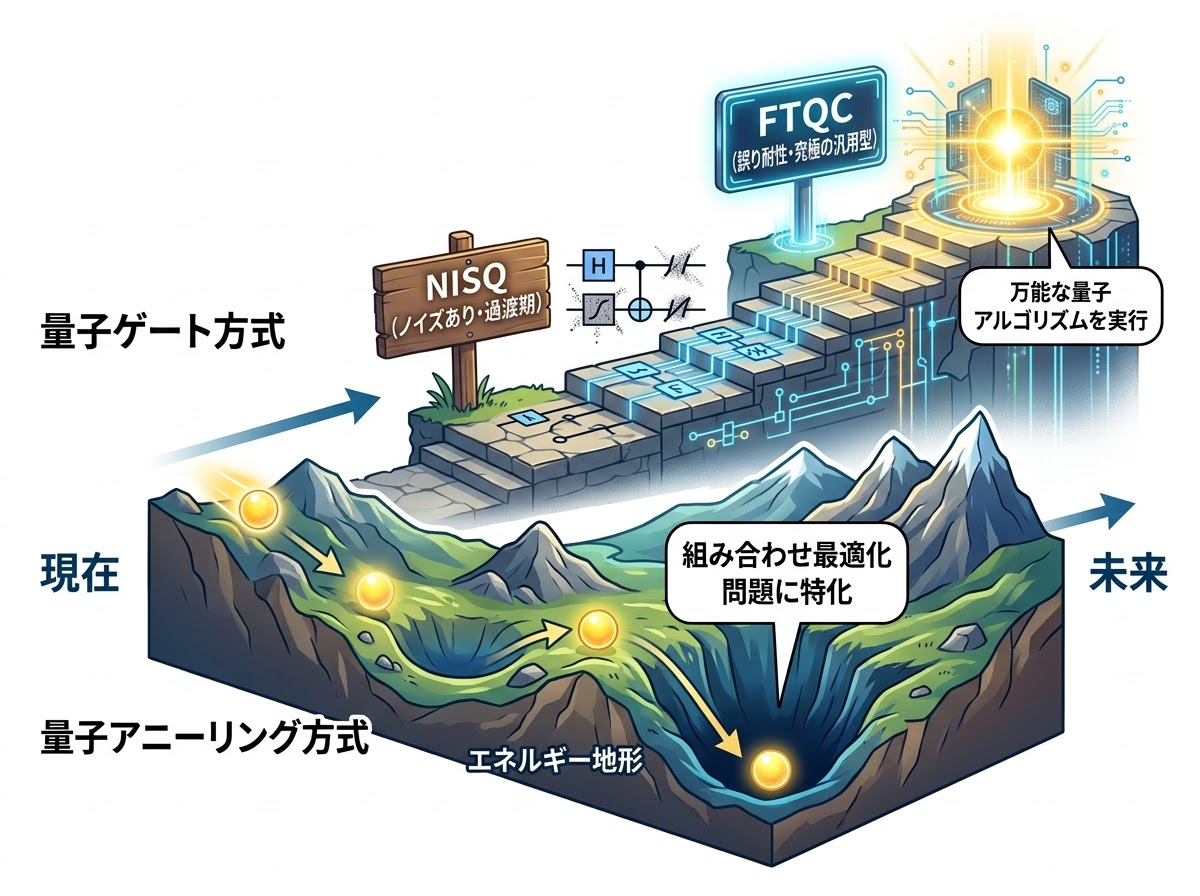 FTQC
(誤り耐性・究極の汎用型)
NISQ
(ノイズあり・過渡期)
H
量子ゲート方式
万能な量子
アルゴリズムを実行
現在
組み合わせ最適化
問題に特化
未来
量子アニーリング方式
エネルギー地形